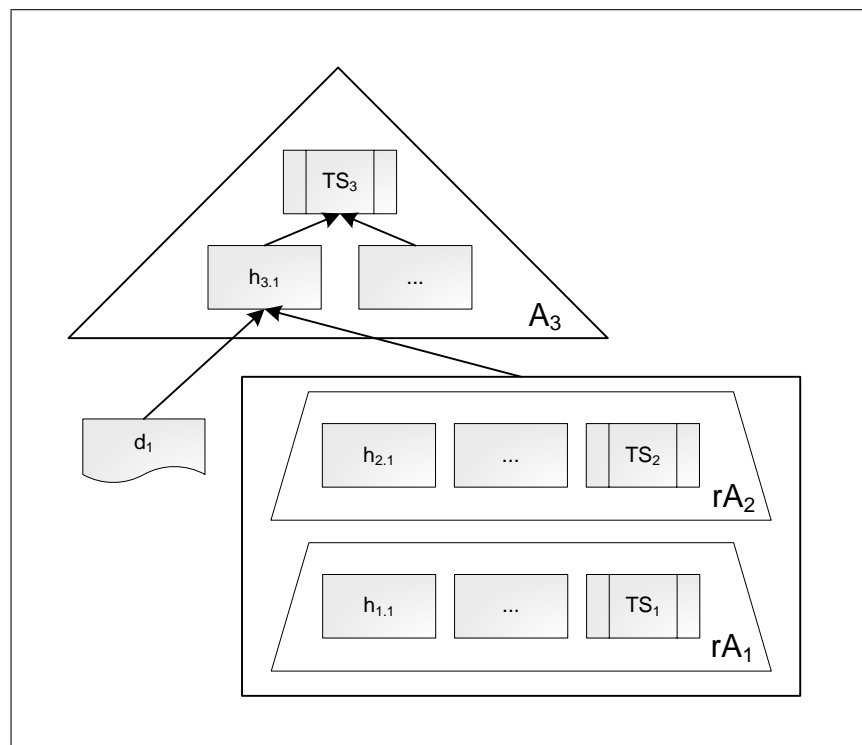 TS₃
h₃.₁ ...
A₃
d₁
h₂.₁ ... TS₂
rA₂
h₁.₁ ... TS₁
rA₁